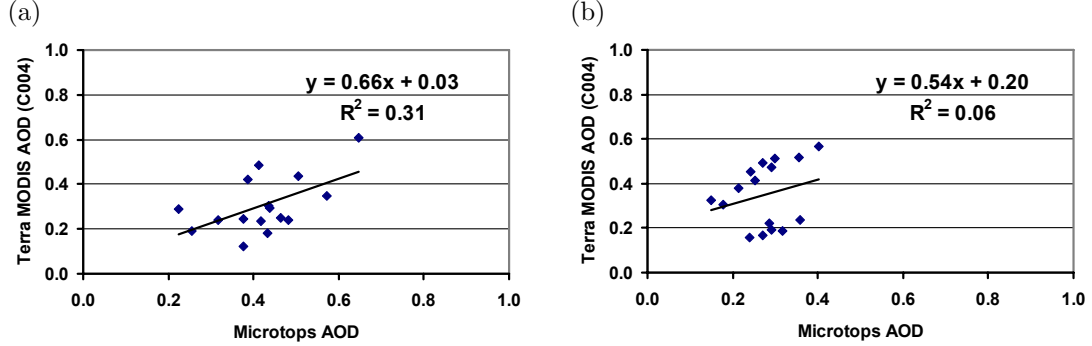 (a)
Terra MODIS AOD (C004)
1.0
0.8
0.6
0.4
0.2
0.0
y = 0.66x + 0.03
R² = 0.31
0.0 0.2 0.4 0.6 0.8 1.0
Microtops AOD
(b)
Terra MODIS AOD (C004)
1.0
0.8
0.6
0.4
0.2
0.0
y = 0.54x + 0.20
R² = 0.06
0.0 0.2 0.4 0.6 0.8 1.0
Microtops AOD